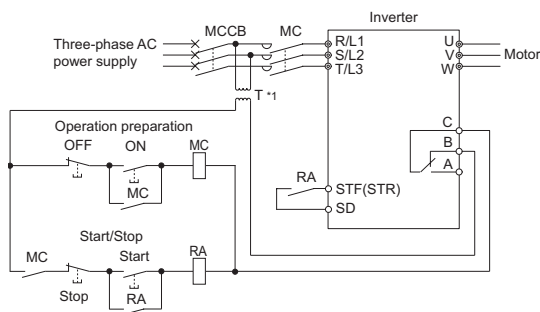 Inverter
MCCB MC
Three-phase AC
power supply
R/L1
S/L2
T/L3
U
V
W
Motor
T *1
C
B
A
Operation preparation
OFF ON MC
MC
RA
STF(STR)
SD
Start/Stop
MC Start RA
Stop RA